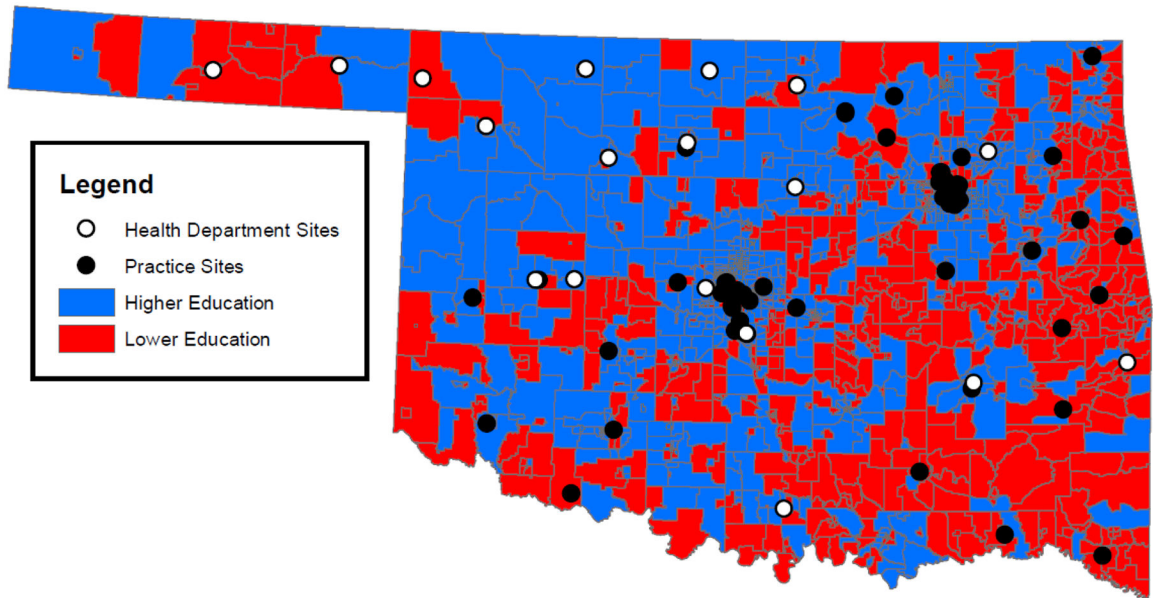 Legend
Health Department Sites
Practice Sites
Higher Education
Lower Education